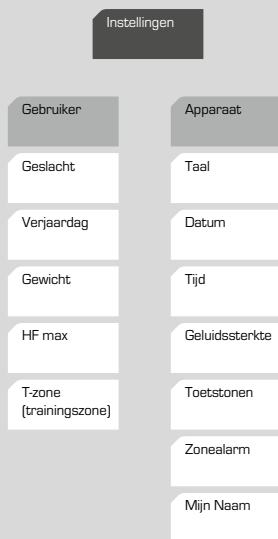 Instellingen
Gebruiker
Geslacht
Verjaardag
Gewicht
HF max
T-zone
(trainingszone)
Apparaat
Taal
Datum
Tijd
Geluidssterkte
Toetstonen
Zonealarm
Mijn Naam